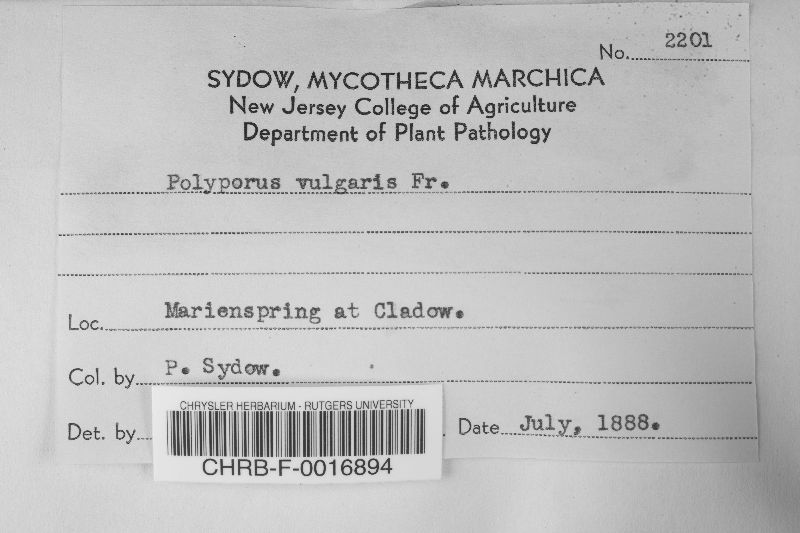 No. 2201
SYDOW, MYCOTHECA MARCHICA
New Jersey College of Agriculture
Department of Plant Pathology
Polyporus vulgaris Fr.
Loc. Marienspring at Cladow.
Col. by P. Sydow.
Det. by Date July, 1888.
CHRYSLER HERBARIUM - RUTGERS UNIVERSITY
CHRB-F-0016894